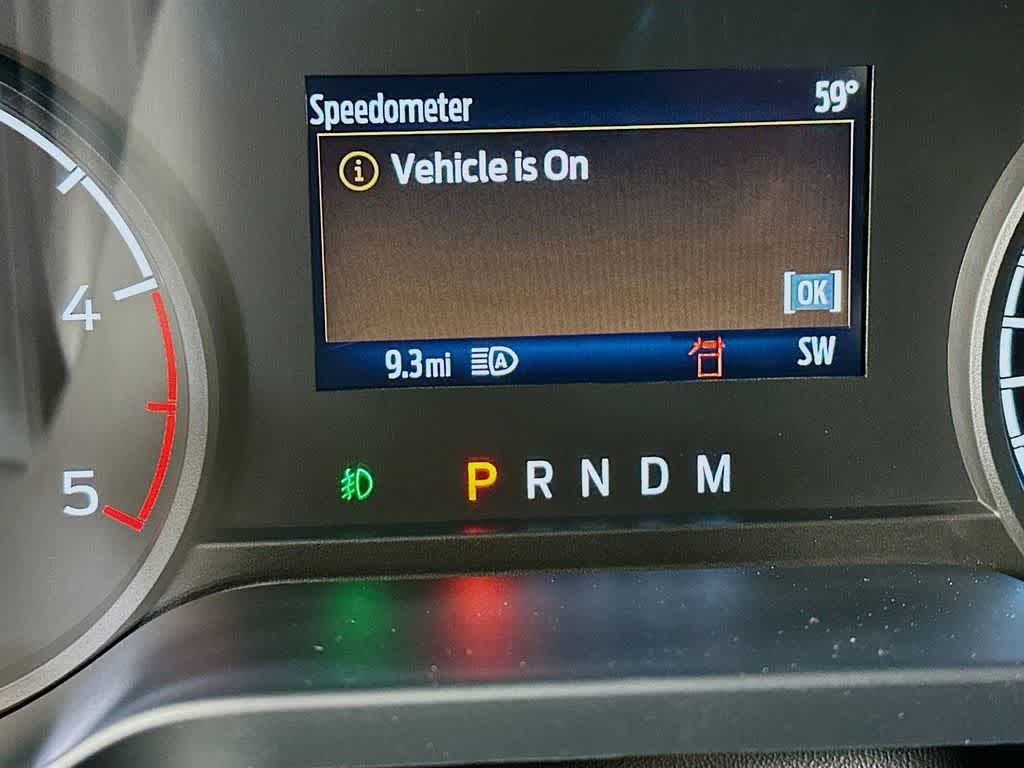 Speedometer 59°
i Vehicle is On
OK
9.3mi A SW
4
5
P R N D M